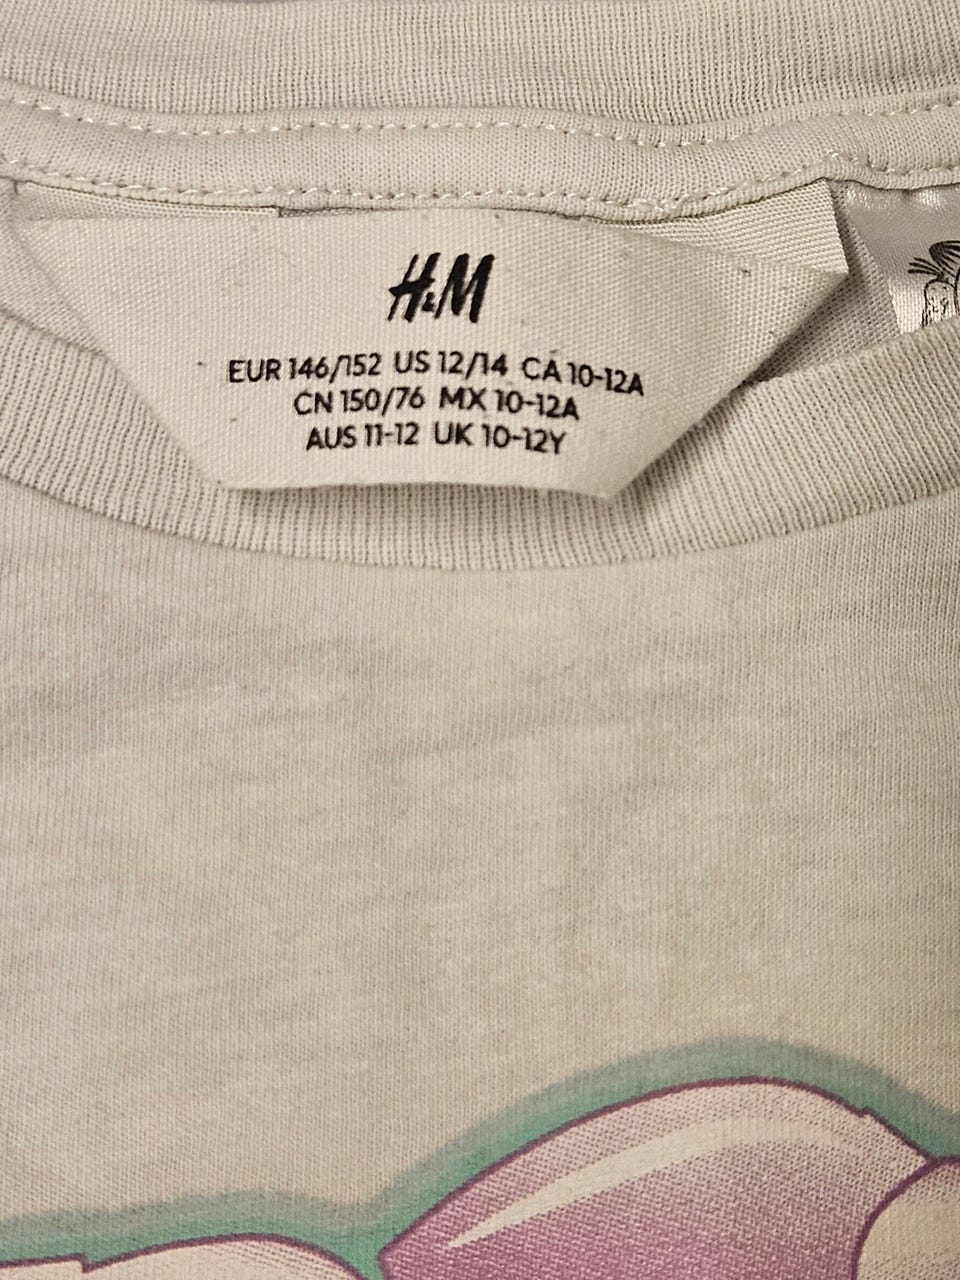 H&M
EUR 146/152 US 12/14 CA 10-12A
CN 150/76 MX 10-12A
AUS 11-12 UK 10-12Y